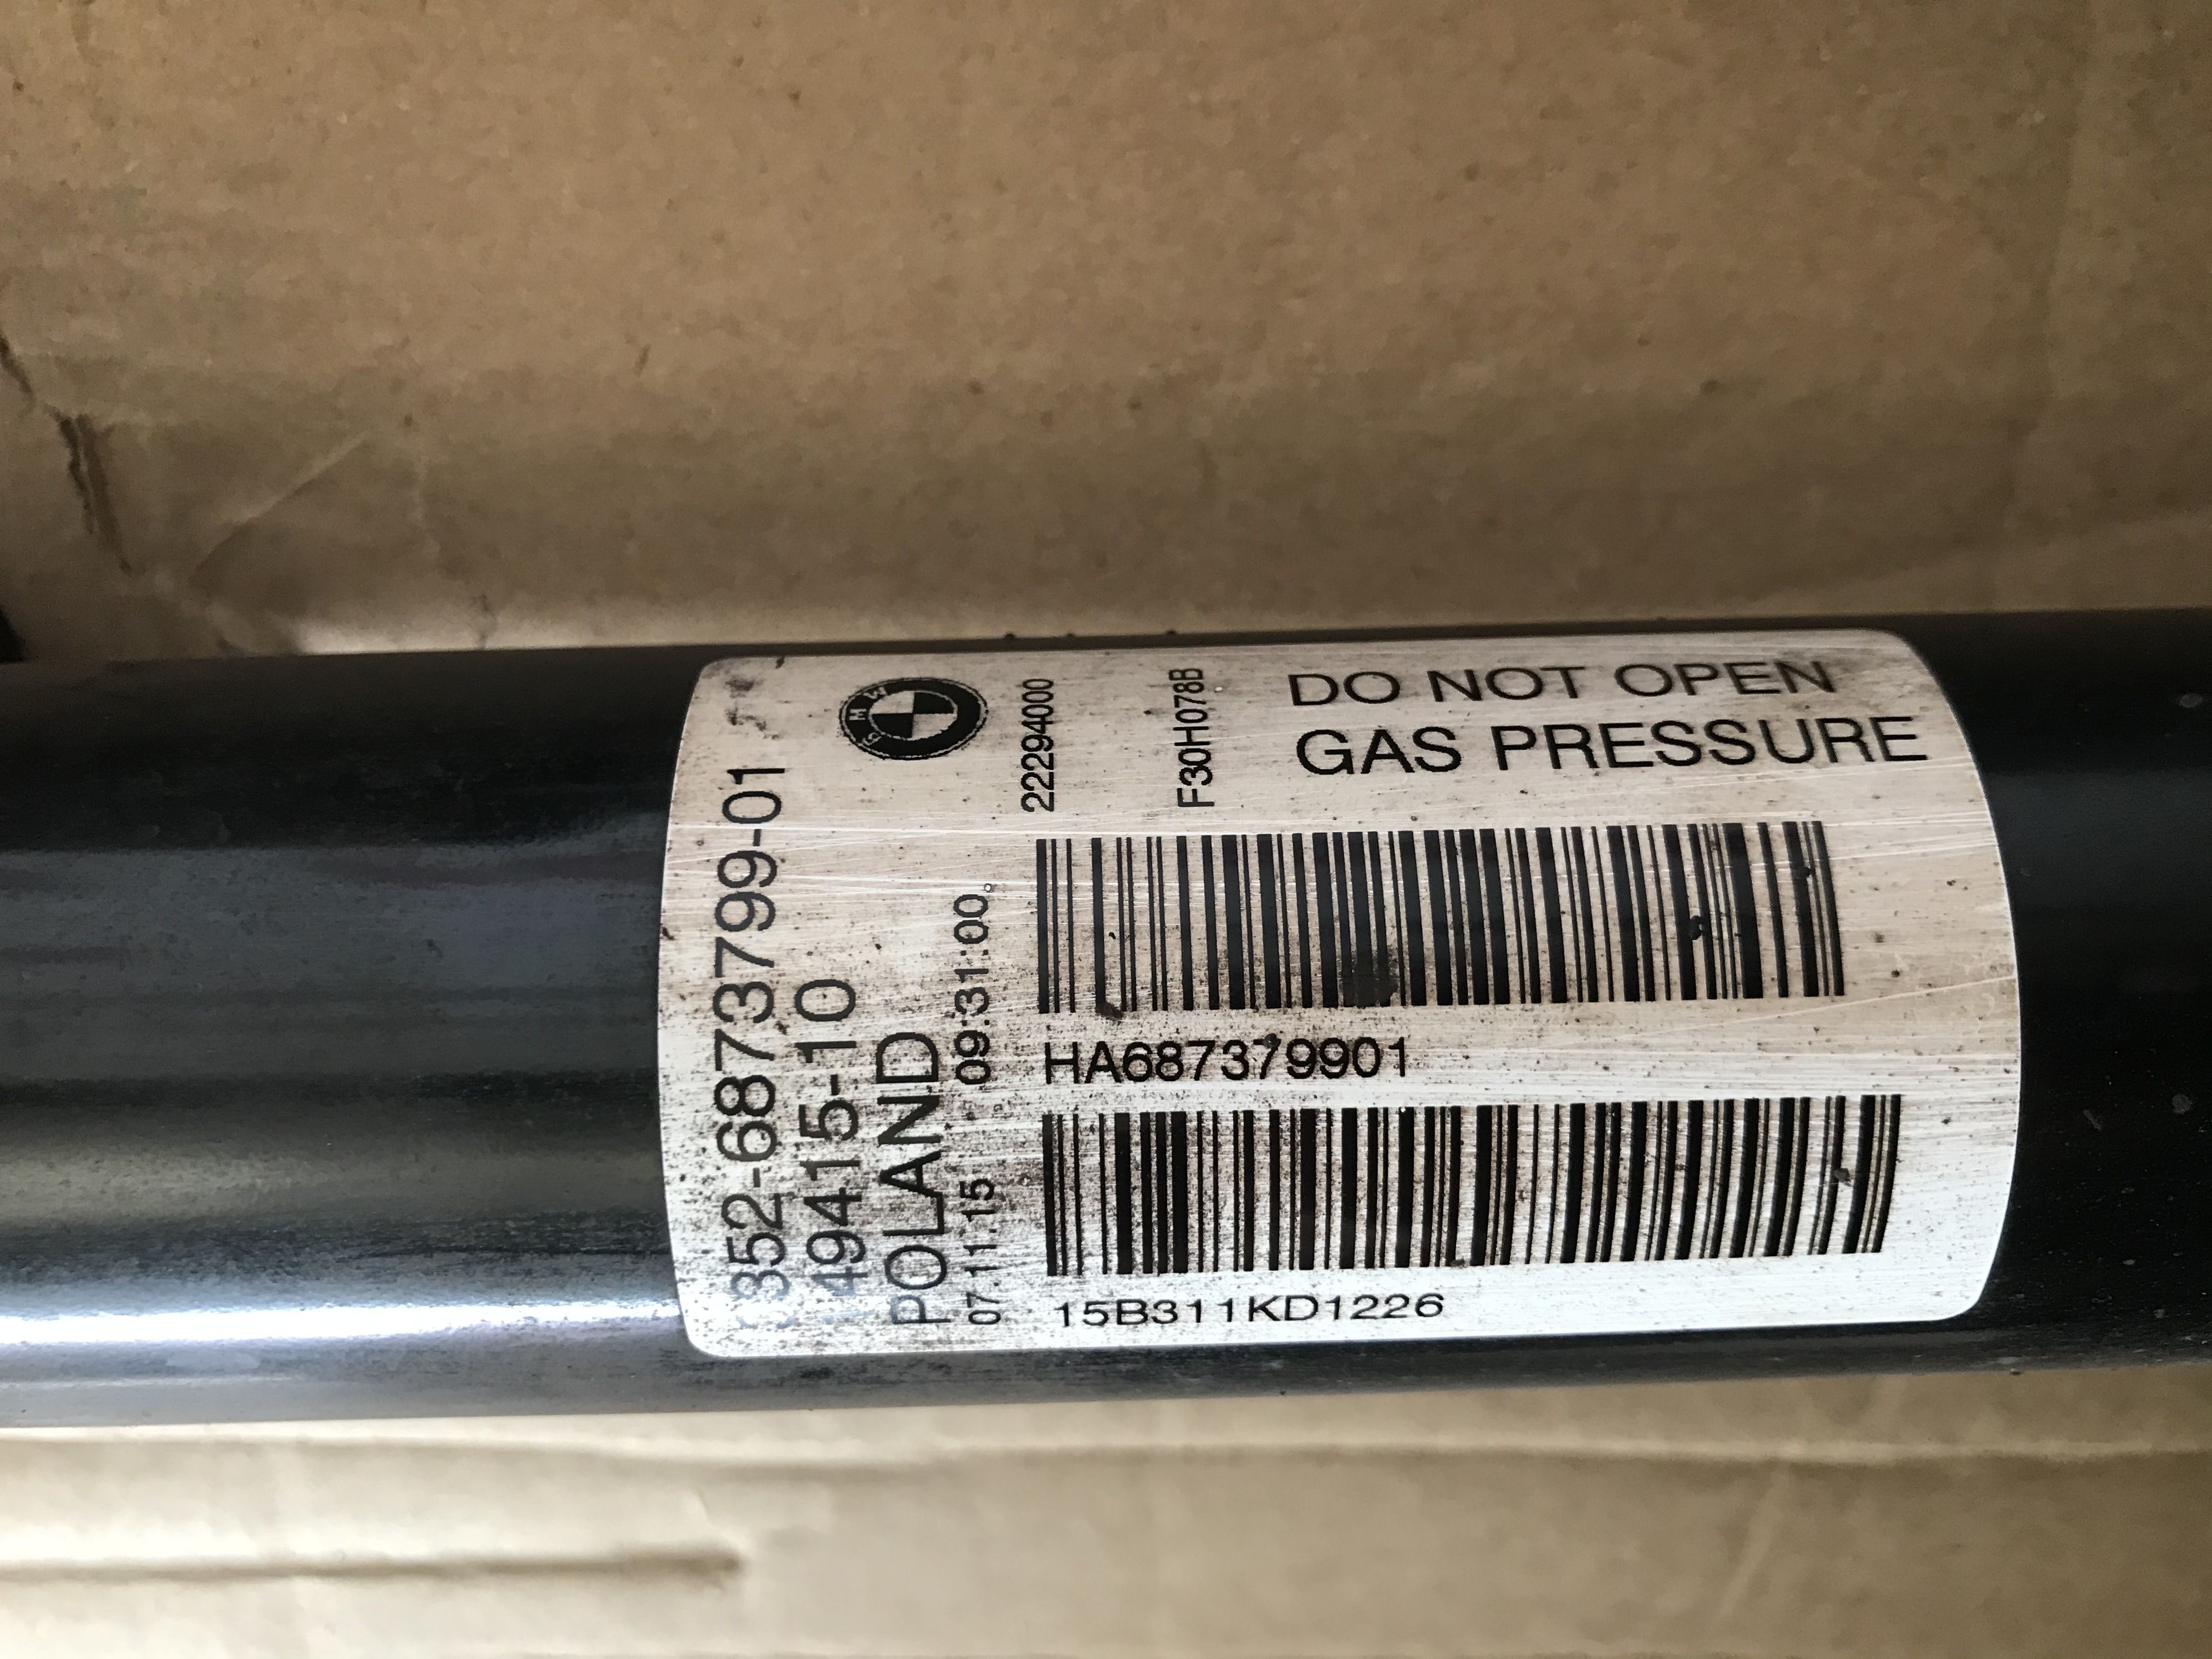 352-6873799-01
49415-10
POLAND
07.11.15 09:31:00
BMW
22294000
F30H078B
DO NOT OPEN
GAS PRESSURE
HA687379901
15B311KD1226